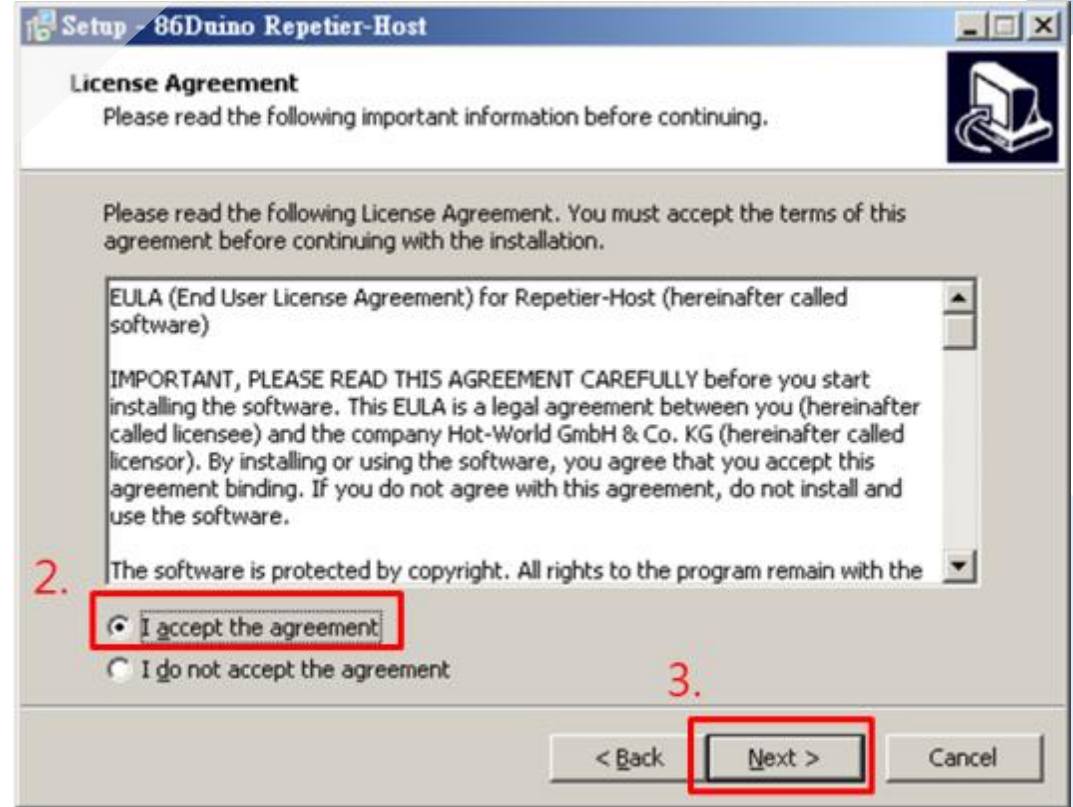 Setup - 86Duino Repetier-Host
License Agreement
Please read the following important information before continuing.
Please read the following License Agreement. You must accept the terms of this
agreement before continuing with the installation.
EULA (End User License Agreement) for Repetier-Host (hereinafter called
software)
IMPORTANT, PLEASE READ THIS AGREEMENT CAREFULLY before you start
installing the software. This EULA is a legal agreement between you (hereinafter
called licensee) and the company Hot-World GmbH & Co. KG (hereinafter called
licensor). By installing or using the software, you agree that you accept this
agreement binding. If you do not agree with this agreement, do not install and
use the software.
The software is protected by copyright. All rights to the program remain with the
2.
I accept the agreement
I do not accept the agreement
3.
< Back
Next >
Cancel